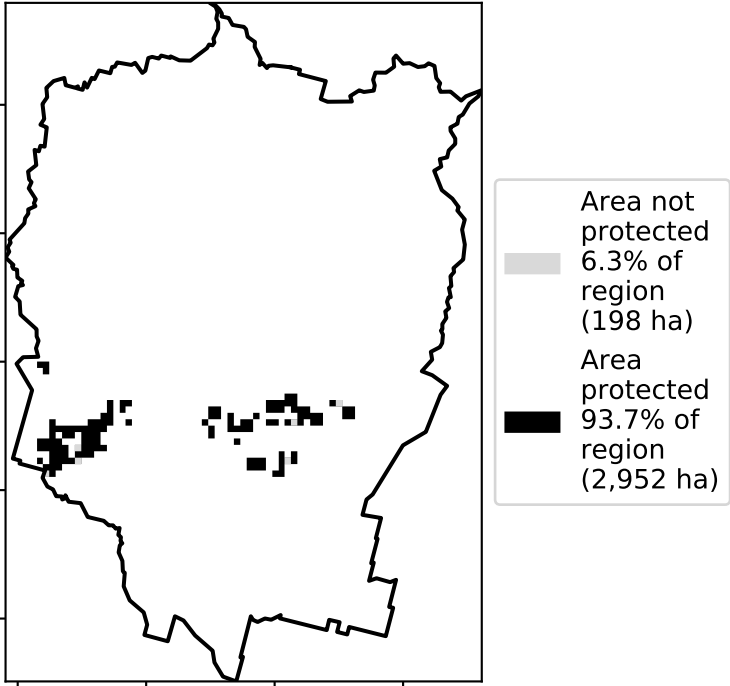 Area not
protected
6.3% of
region
(198 ha)
Area
protected
93.7% of
region
(2,952 ha)